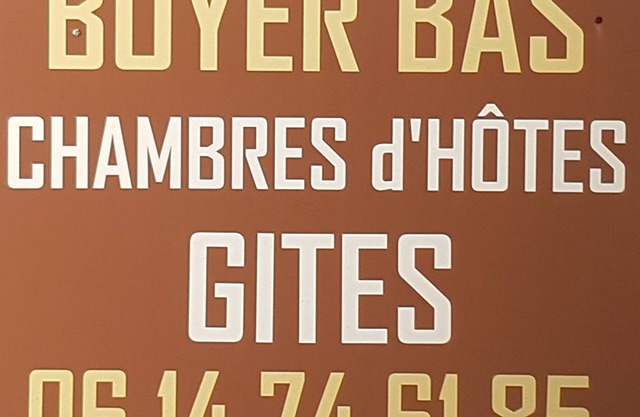 BOYER BAS
CHAMBRES d'HÔTES
GITES
06 14 74 61 85